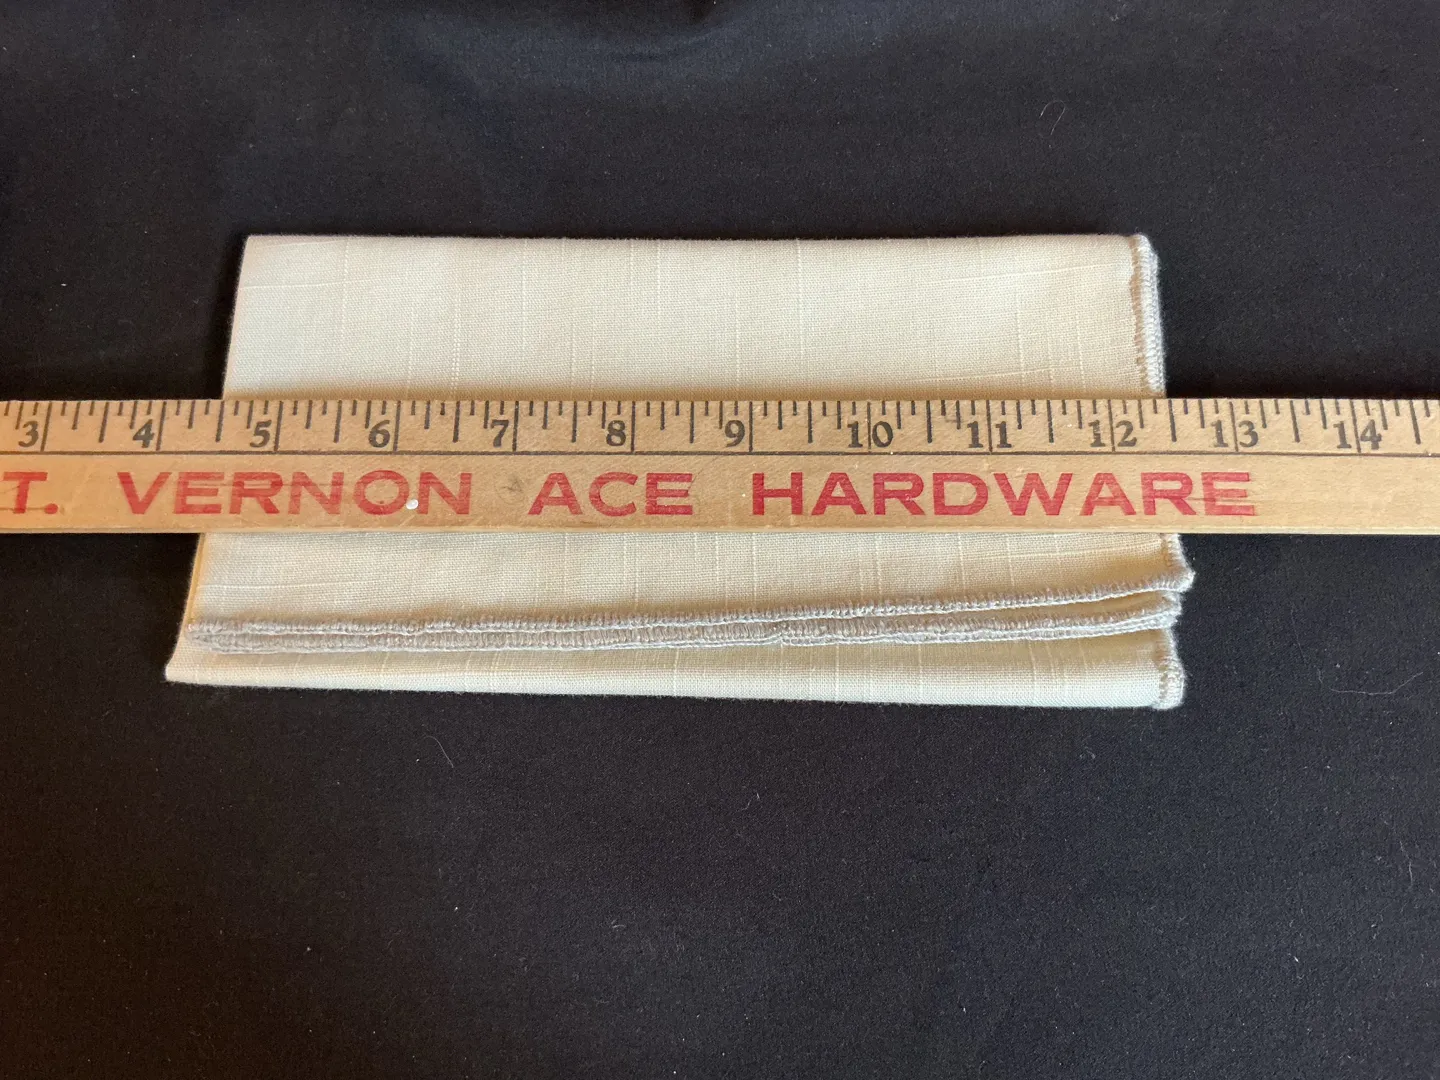 3 4 5 6 7 8 9 10 11 12 13 14
T. VERNON ACE HARDWARE